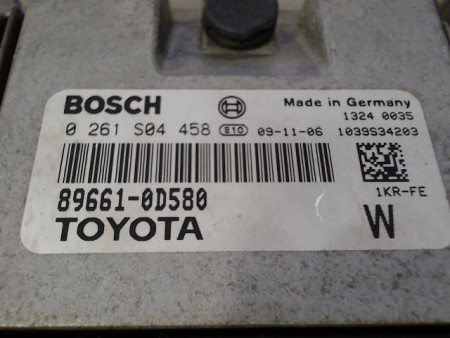 BOSCH Made in Germany
1324 0035
0 261 S04 458 810 09-11-06 1039S34203
89661-0D580 1KR-FE
TOYOTA W